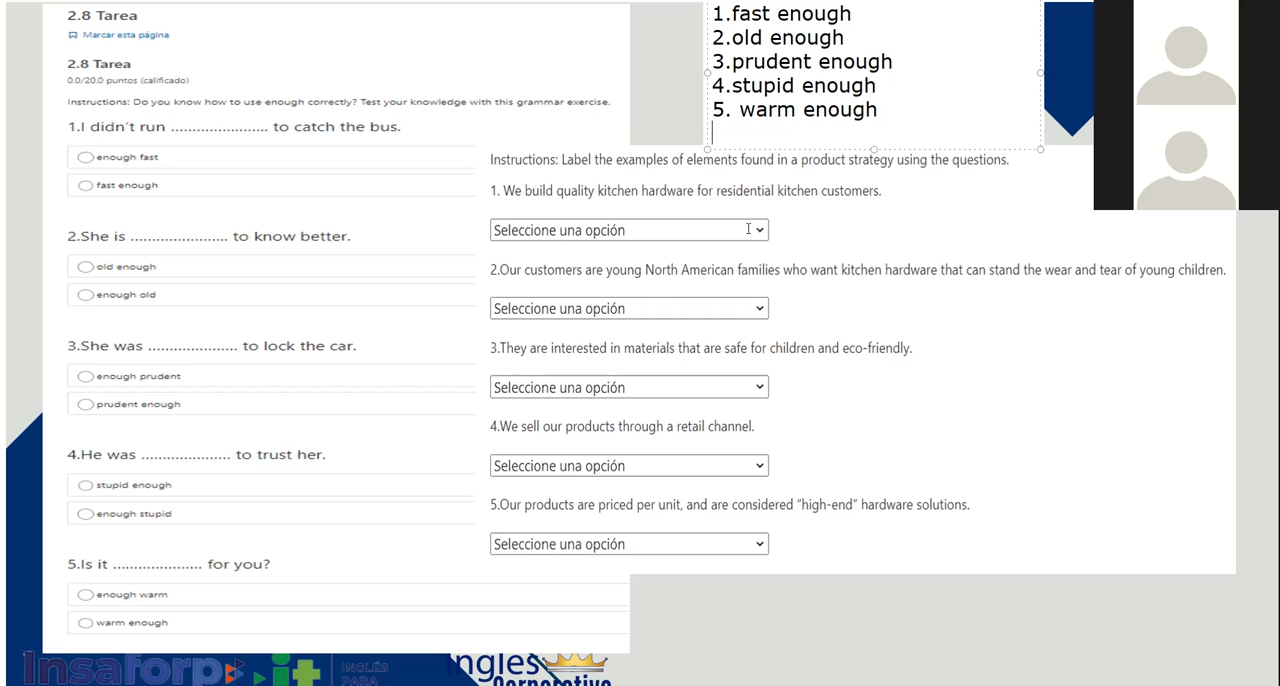 2.8 Tarea
Marcar esta página
2.8 Tarea
0.0/20.0 puntos (calificado)
Instructions: Do you know how to use enough correctly? Test your knowledge with this grammar exercise.
1.I didn't run ...................... to catch the bus.
enough fast
fast enough
2.She is ...................... to know better.
old enough
enough old
3.She was .................... to lock the car.
enough prudent
prudent enough
4.He was .................... to trust her.
stupid enough
enough stupid
5.Is it .................... for you?
enough warm
warm enough
1.fast enough
2.old enough
3.prudent enough
4.stupid enough
5. warm enough
Instructions: Label the examples of elements found in a product strategy using the questions.
1. We build quality kitchen hardware for residential kitchen customers.
Seleccione una opción
2.Our customers are young North American families who want kitchen hardware that can stand the wear and tear of young children.
Seleccione una opción
3.They are interested in materials that are safe for children and eco-friendly.
Seleccione una opción
4.We sell our products through a retail channel.
Seleccione una opción
5.Our products are priced per unit, and are considered “high-end” hardware solutions.
Seleccione una opción
Insaforp
INGLÉS
PARA
Inglés
Corporativo